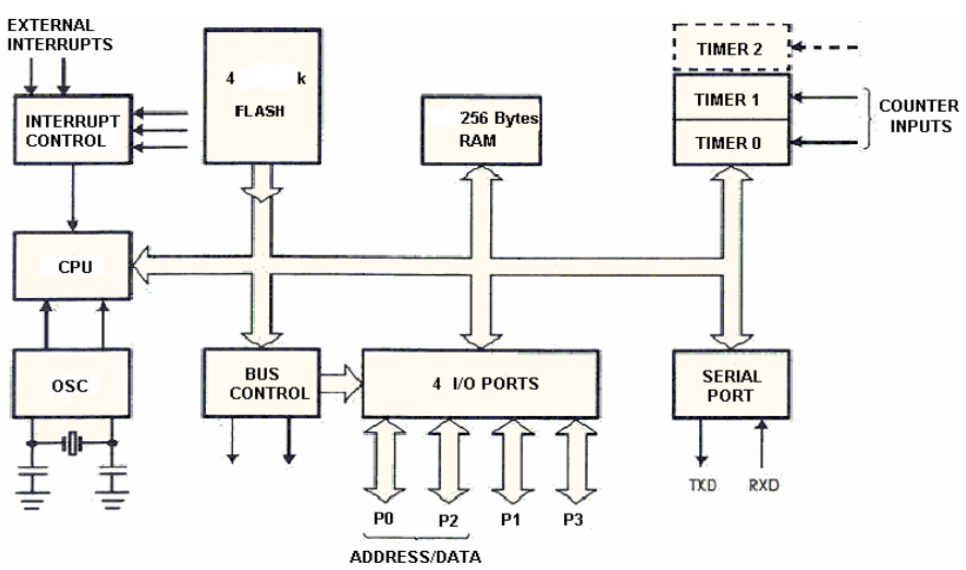 EXTERNAL
INTERRUPTS
INTERRUPT
CONTROL
4 k
FLASH
256 Bytes
RAM
TIMER 2
TIMER 1
TIMER 0
COUNTER
INPUTS
CPU
OSC
BUS
CONTROL
4 I/O PORTS
SERIAL
PORT
TXD RXD
P0 P2 P1 P3
ADDRESS/DATA